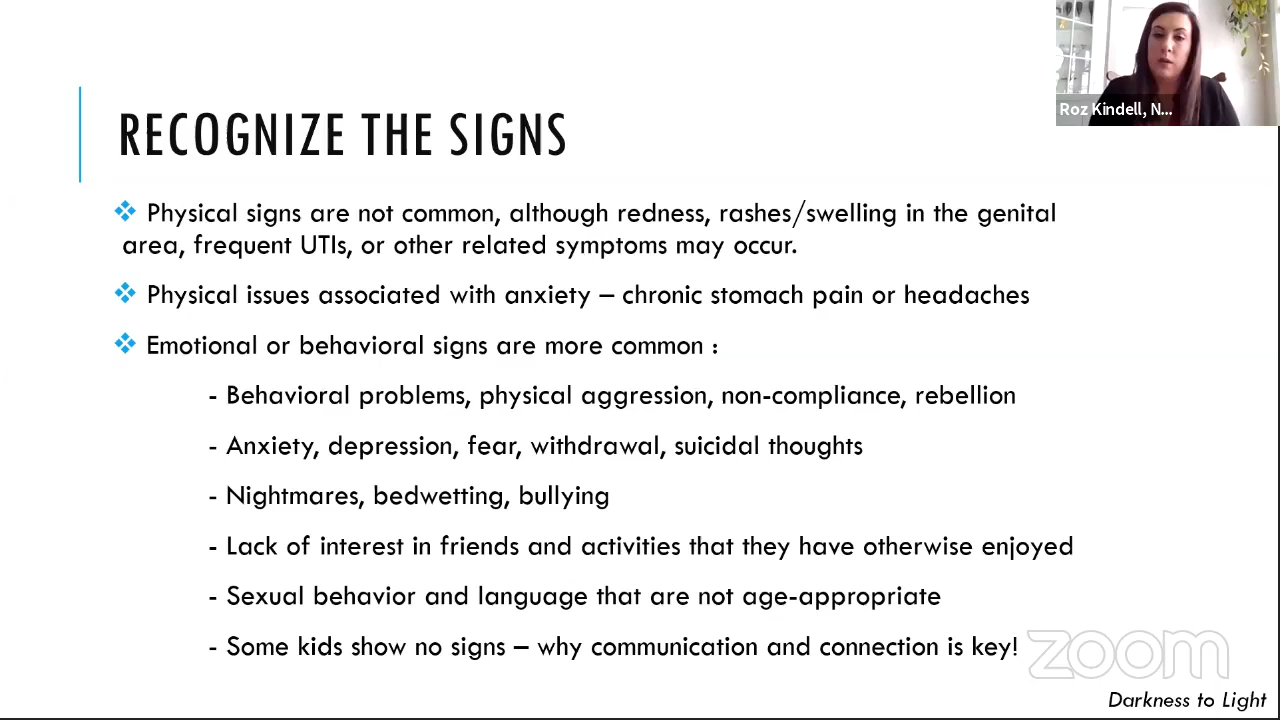 Roz Kindell, N...
RECOGNIZE THE SIGNS
❖ Physical signs are not common, although redness, rashes/swelling in the genital
area, frequent UTIs, or other related symptoms may occur.
❖ Physical issues associated with anxiety – chronic stomach pain or headaches
❖ Emotional or behavioral signs are more common :
- Behavioral problems, physical aggression, non-compliance, rebellion
- Anxiety, depression, fear, withdrawal, suicidal thoughts
- Nightmares, bedwetting, bullying
- Lack of interest in friends and activities that they have otherwise enjoyed
- Sexual behavior and language that are not age-appropriate
- Some kids show no signs – why communication and connection is key!
zoom
Darkness to Light